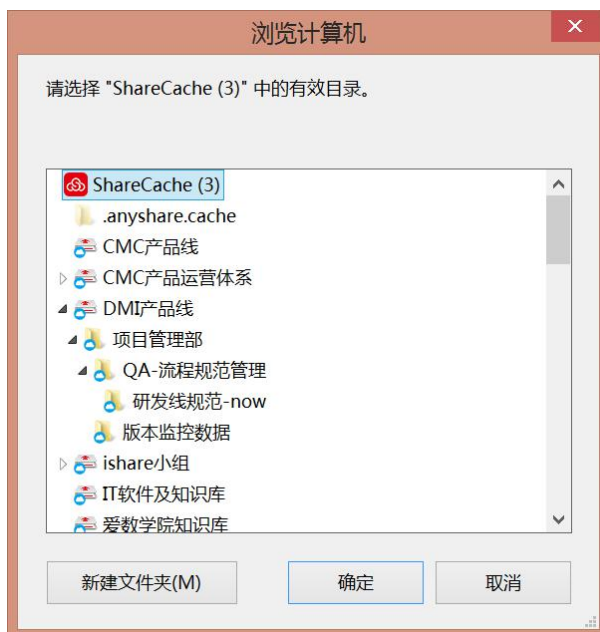 浏览计算机
请选择 "ShareCache (3)" 中的有效目录。
ShareCache (3)
.anyshare.cache
CMC产品线
CMC产品运营体系
DMI产品线
项目管理部
QA-流程规范管理
研发线规范-now
版本监控数据
ishare小组
IT软件及知识库
爱数学院知识库
新建文件夹(M) 确定 取消